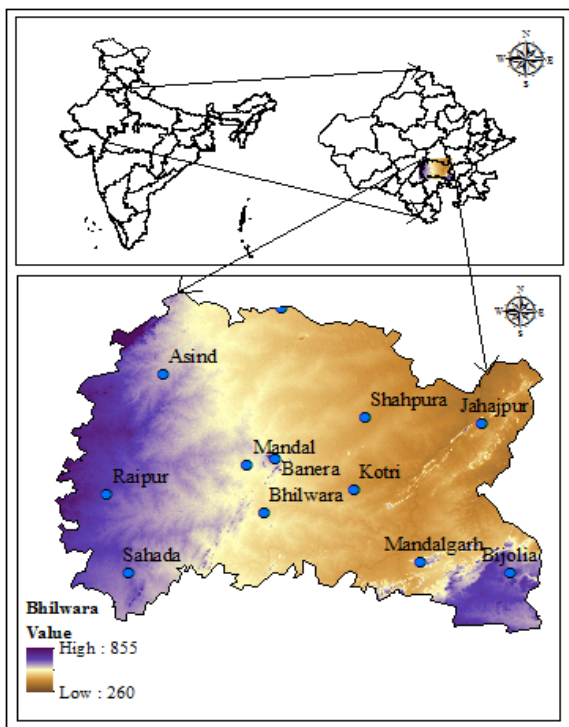 N
W E
S
N
W E
S
Asind
Shahpura
Jahajpur
Mandal
Banera
Raipur
Kotri
Bhilwara
Mandalgarh
Bijolia
Sahada
Bhilwara
Value
High : 855
Low : 260